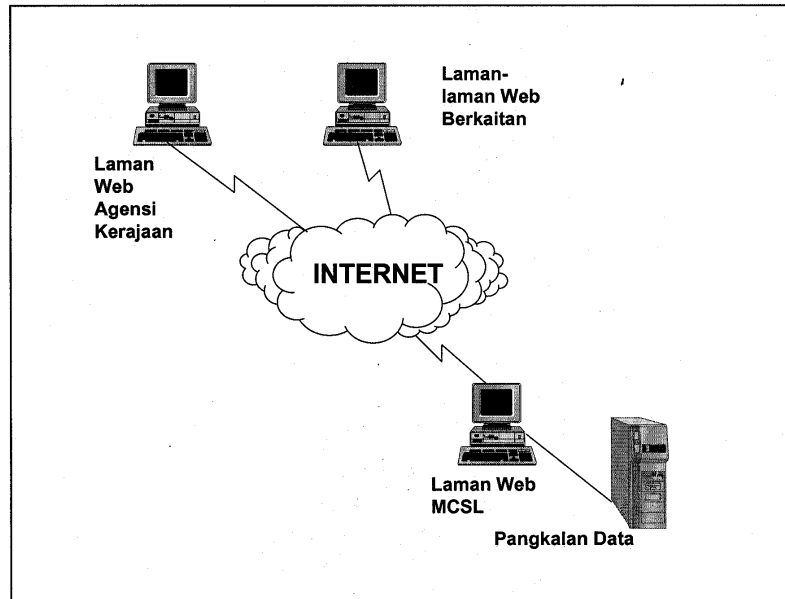 Laman-
laman Web
Berkaitan
Laman
Web
Agensi
Kerajaan
INTERNET
Laman Web
MCSL
Pangkalan Data